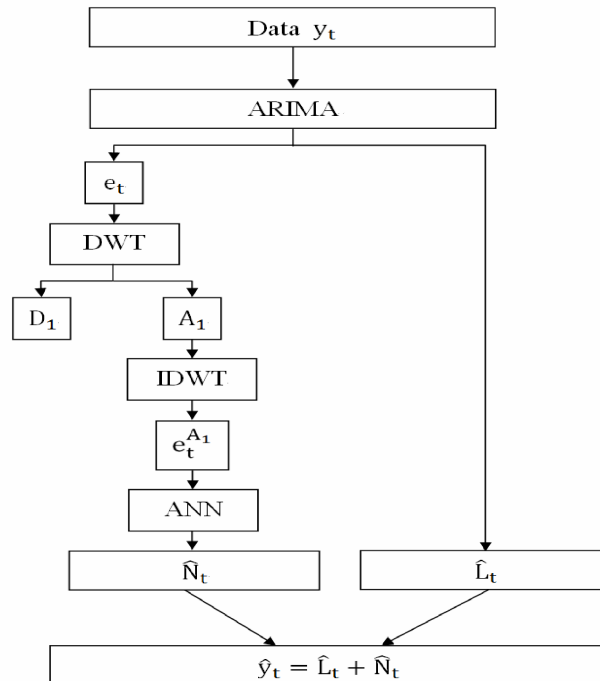 Data y_t
ARIMA
e_t
DWT
D_1 A_1
IDWT
e_t^{A_1}
ANN
N̂_t L̂_t
ŷ_t = L̂_t + N̂_t